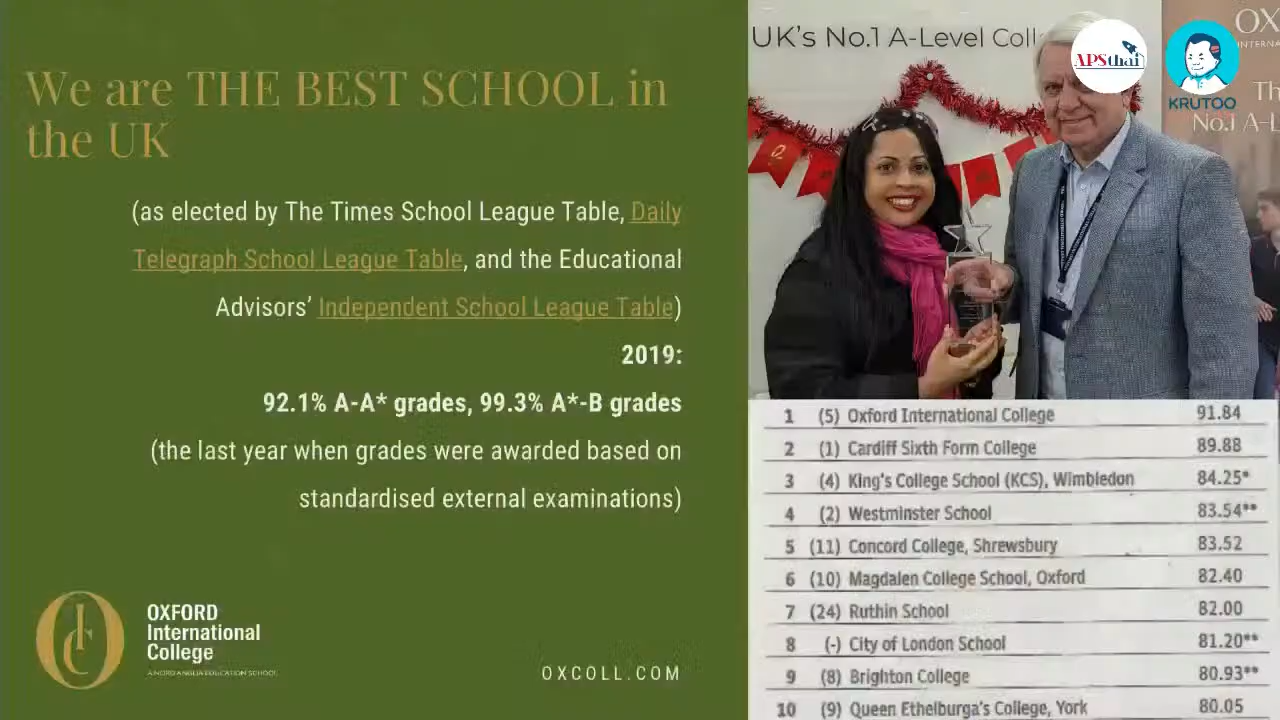 We are THE BEST SCHOOL in
the UK
(as elected by The Times School League Table, Daily
Telegraph School League Table, and the Educational
Advisors’ Independent School League Table)
2019:
92.1% A-A* grades, 99.3% A*-B grades
(the last year when grades were awarded based on
standardised external examinations)
OXFORD
International
College
A NORD ANGLIA EDUCATION SCHOOL
OXCOLL.COM
UK's No.1 A-Level Coll
APSthai
KRUTOO
OX
INTERNA
Th
No.1 A-L
1 (5) Oxford International College 91.84
2 (1) Cardiff Sixth Form College 89.88
3 (4) King's College School (KCS), Wimbledon 84.25*
4 (2) Westminster School 83.54**
5 (11) Concord College, Shrewsbury 83.52
6 (10) Magdalen College School, Oxford 82.40
7 (24) Ruthin School 82.00
8 (-) City of London School 81.20**
9 (8) Brighton College 80.93**
10 (9) Queen Ethelburga's College, York 80.05